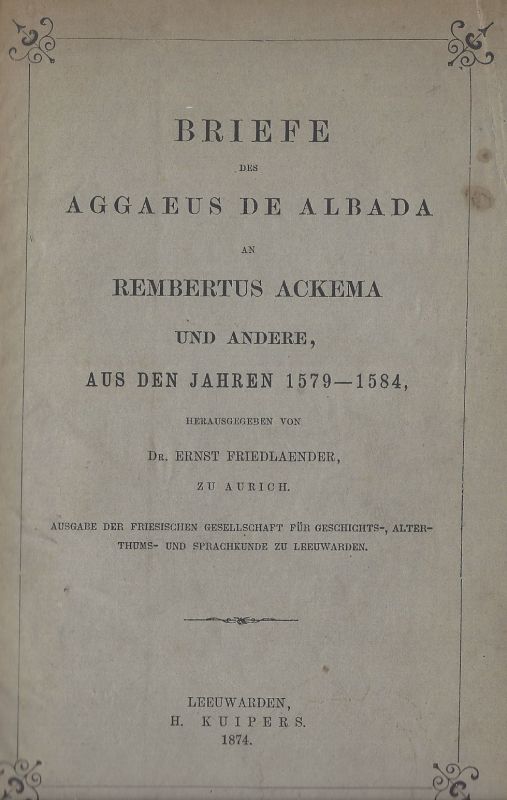 BRIEFE
DES
AGGAEUS DE ALBADA
AN
REMBERTUS ACKEMA
UND ANDERE,
AUS DEN JAHREN 1579—1584,
HERAUSGEGEBEN VON
DR. ERNST FRIEDLAENDER,
ZU AURICH.
AUSGABE DER FRIESISCHEN GESELLSCHAFT FÜR GESCHICHTS-, ALTER-
THUMS- UND SPRACHKUNDE ZU LEEUWARDEN.
LEEUWARDEN,
H. KUIPERS.
1874.